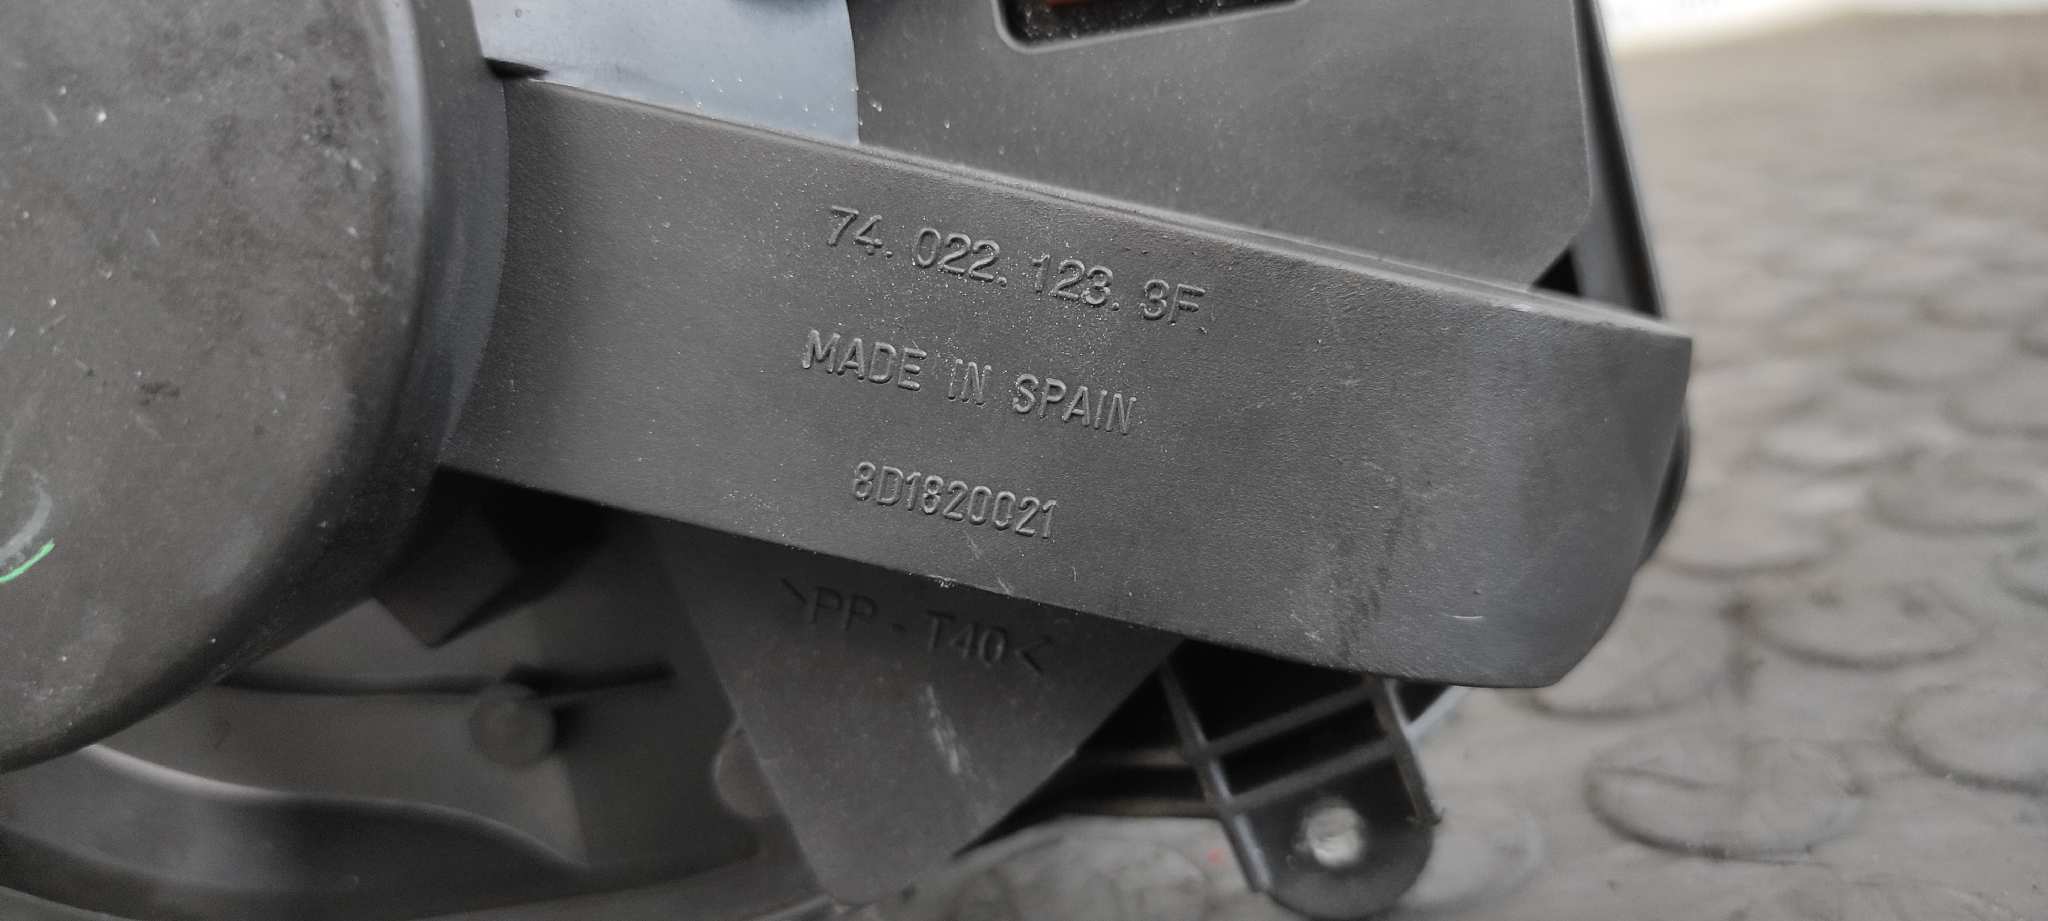 74.022.123.3F
MADE IN SPAIN
8D1820021
>PP-T40<